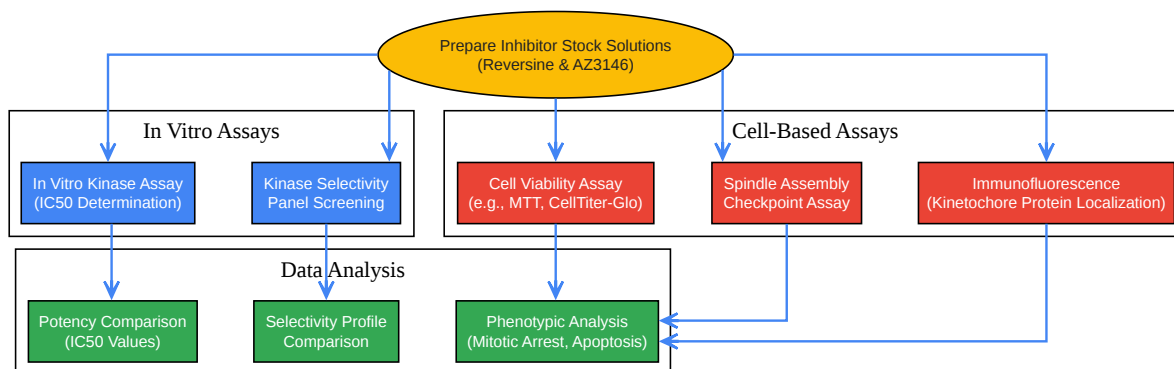 Prepare Inhibitor Stock Solutions
(Reversine & AZ3146)
In Vitro Assays
Cell-Based Assays
In Vitro Kinase Assay
(IC50 Determination)
Kinase Selectivity
Panel Screening
Cell Viability Assay
(e.g., MTT, CellTiter-Glo)
Spindle Assembly
Checkpoint Assay
Immunofluorescence
(Kinetochore Protein Localization)
Data Analysis
Potency Comparison
(IC50 Values)
Selectivity Profile
Comparison
Phenotypic Analysis
(Mitotic Arrest, Apoptosis)